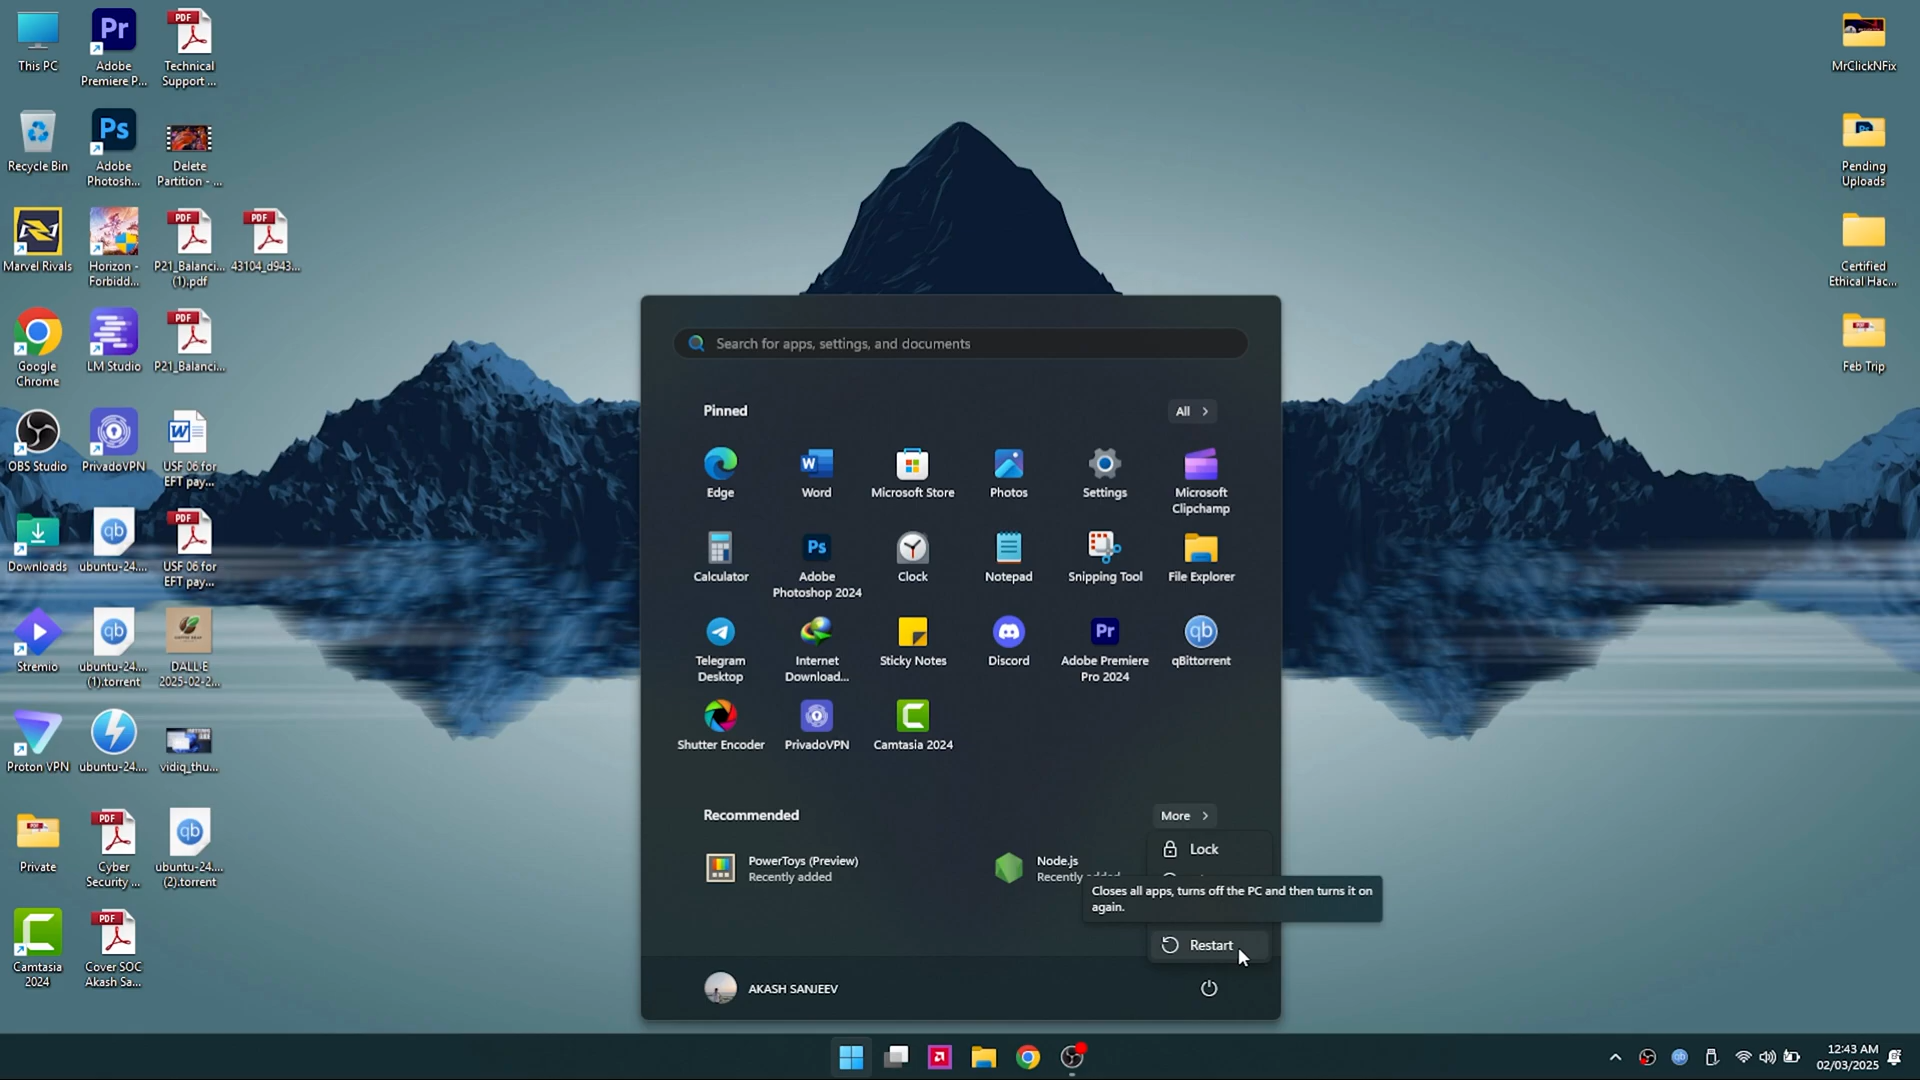 This PC
Adobe
Premiere P...
Technical
Support ...
Recycle Bin
Adobe
Photosh...
Delete
Partition - ...
Marvel Rivals
Horizon -
Forbidd...
P21_Balanci...
(1).pdf
43104_d943...
Google
Chrome
LM Studio
P21_Balanci...
OBS Studio
PrivadoVPN
USF 06 for
EFT pay...
Downloads
ubuntu-24....
USF 06 for
EFT pay...
Stremio
ubuntu-24....
(1).torrent
DALL·E
2025-02-2...
Proton VPN
ubuntu-24....
vidiq_thu...
Private
Cyber
Security ...
ubuntu-24....
(2).torrent
Camtasia
2024
Cover SOC
Akash Sa...
MrClickNFix
Pending
Uploads
Certified
Ethical Hac...
Feb Trip
Search for apps, settings, and documents
Pinned
All
Edge
Word
Microsoft Store
Photos
Settings
Microsoft
Clipchamp
Calculator
Adobe
Photoshop 2024
Clock
Notepad
Snipping Tool
File Explorer
Telegram
Desktop
Internet
Download...
Sticky Notes
Discord
Adobe Premiere
Pro 2024
qBittorrent
Shutter Encoder
PrivadoVPN
Camtasia 2024
Recommended
More
PowerToys (Preview)
Recently added
Node.js
Recently added
Lock
Closes all apps, turns off the PC and then turns it on
again.
Restart
AKASH SANJEEV
12:43 AM
02/03/2025